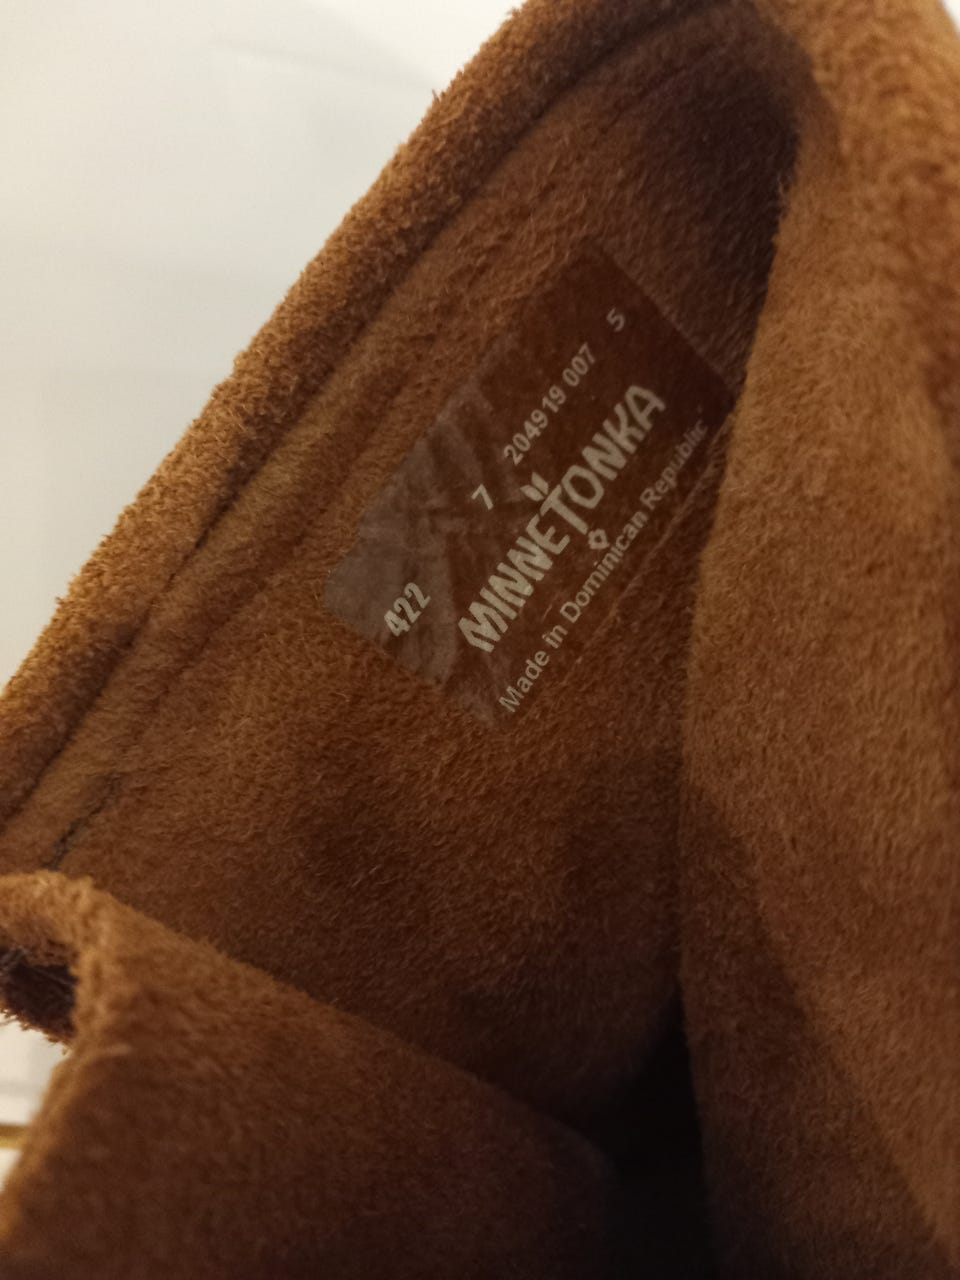 422 7 204919 007 5
MINNETONKA
Made in Dominican Republic